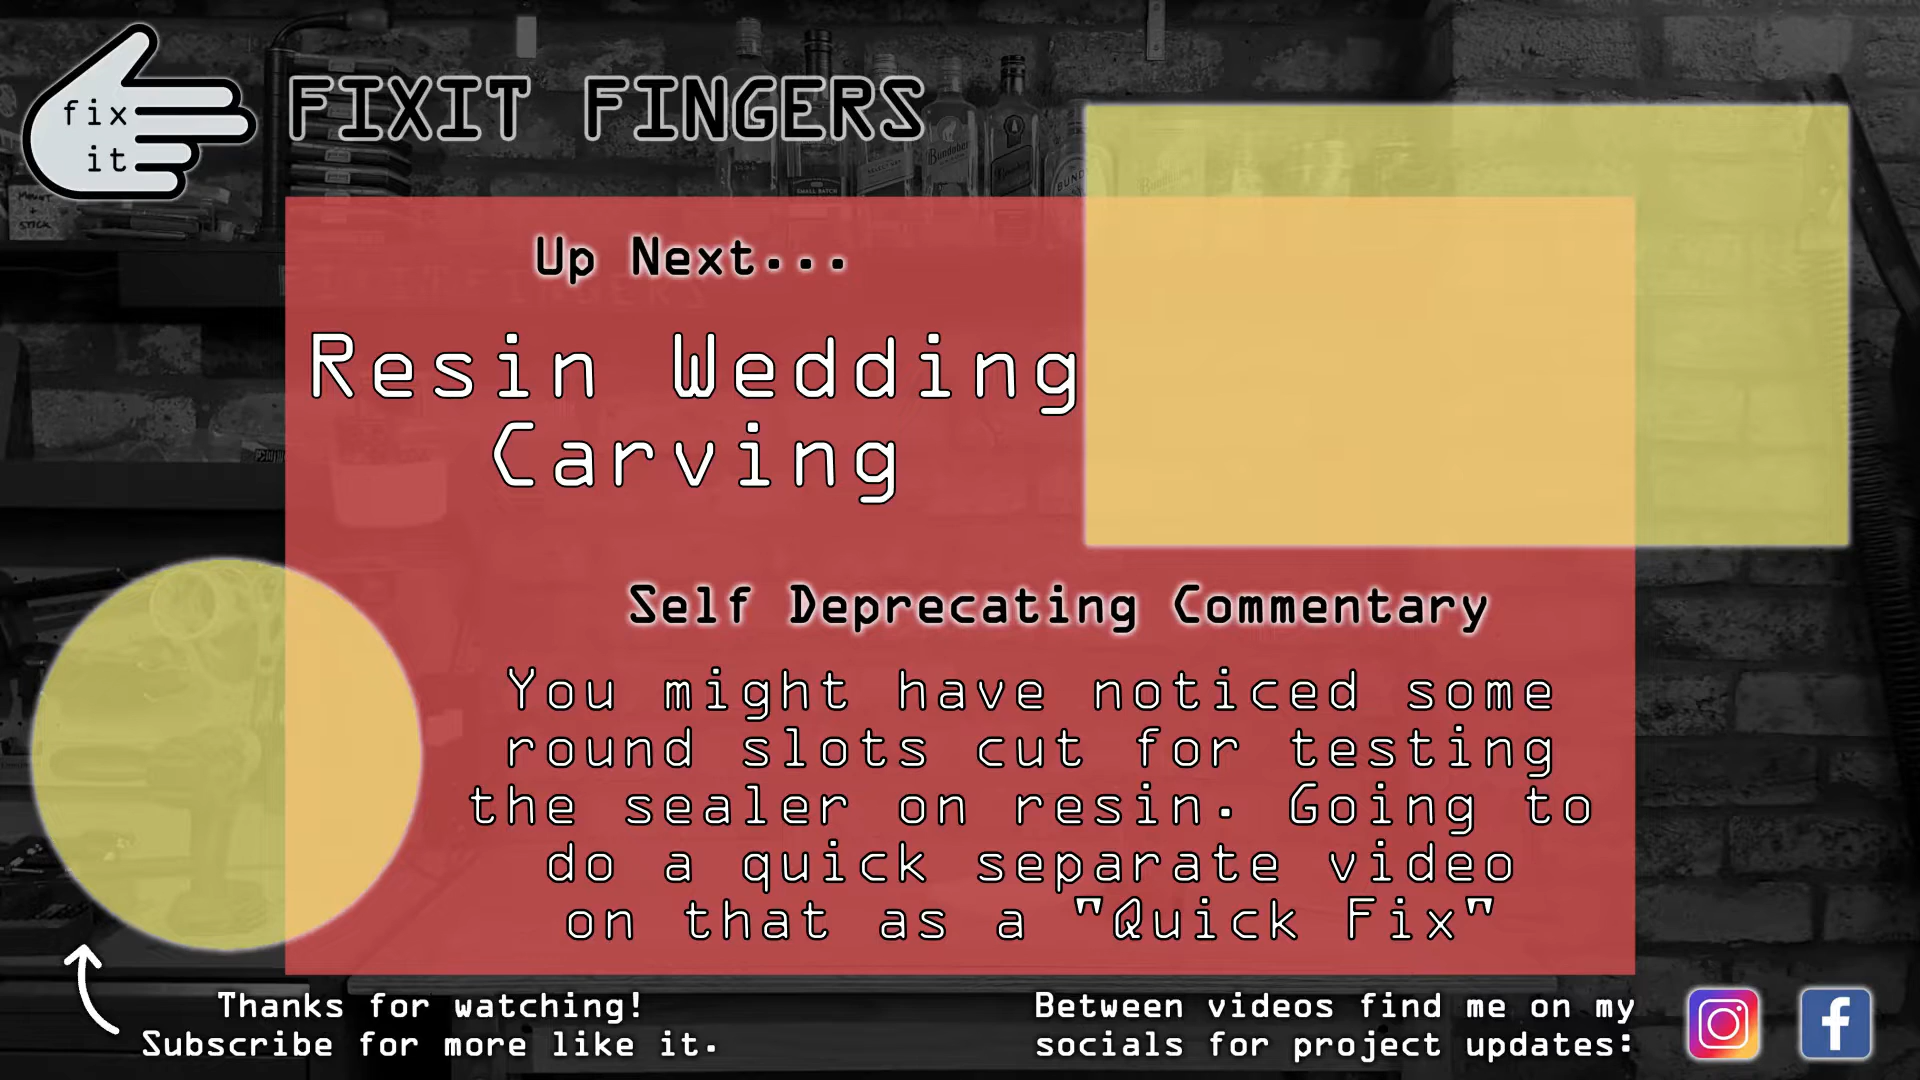 fix
it
FIXIT FINGERS
Up Next...
Resin Wedding
Carving
Self Deprecating Commentary
You might have noticed some
round slots cut for testing
the sealer on resin. Going to
do a quick separate video
on that as a "Quick Fix"
Thanks for watching!
Subscribe for more like it.
Between videos find me on my
socials for project updates: